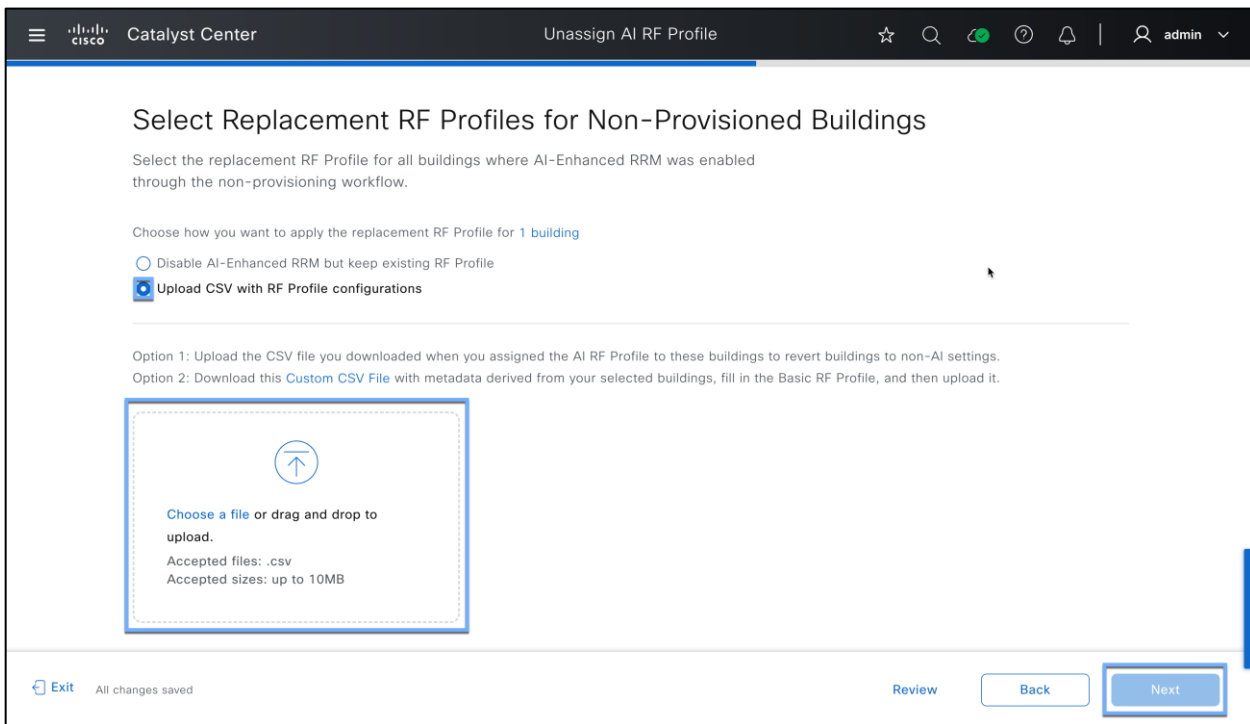 cisco Catalyst Center Unassign AI RF Profile admin
Select Replacement RF Profiles for Non-Provisioned Buildings
Select the replacement RF Profile for all buildings where AI-Enhanced RRM was enabled
through the non-provisioning workflow.
Choose how you want to apply the replacement RF Profile for 1 building
Disable AI-Enhanced RRM but keep existing RF Profile
Upload CSV with RF Profile configurations
Option 1: Upload the CSV file you downloaded when you assigned the AI RF Profile to these buildings to revert buildings to non-AI settings.
Option 2: Download this Custom CSV File with metadata derived from your selected buildings, fill in the Basic RF Profile, and then upload it.
Choose a file or drag and drop to
upload.
Accepted files: .csv
Accepted sizes: up to 10MB
Exit All changes saved Review Back Next